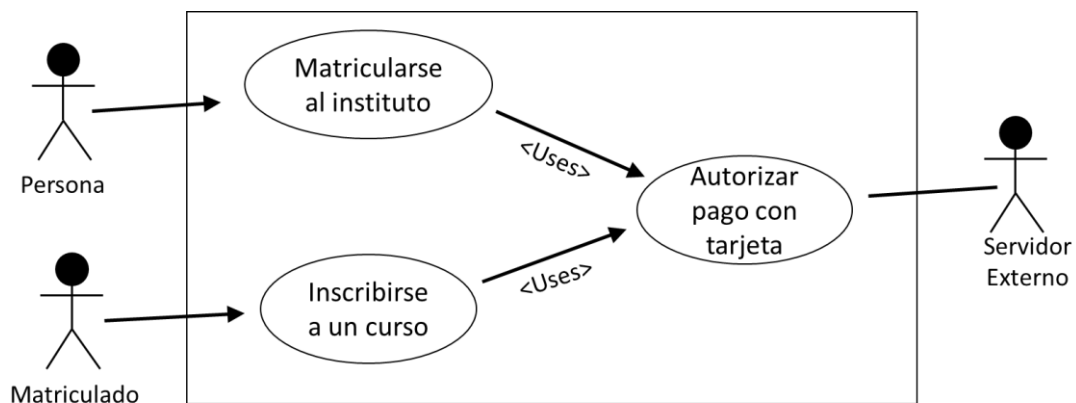 Matricularse
al instituto
Persona
<Uses>
Autorizar
pago con
tarjeta
Servidor
Externo
Inscribirse
a un curso
<Uses>
Matriculado